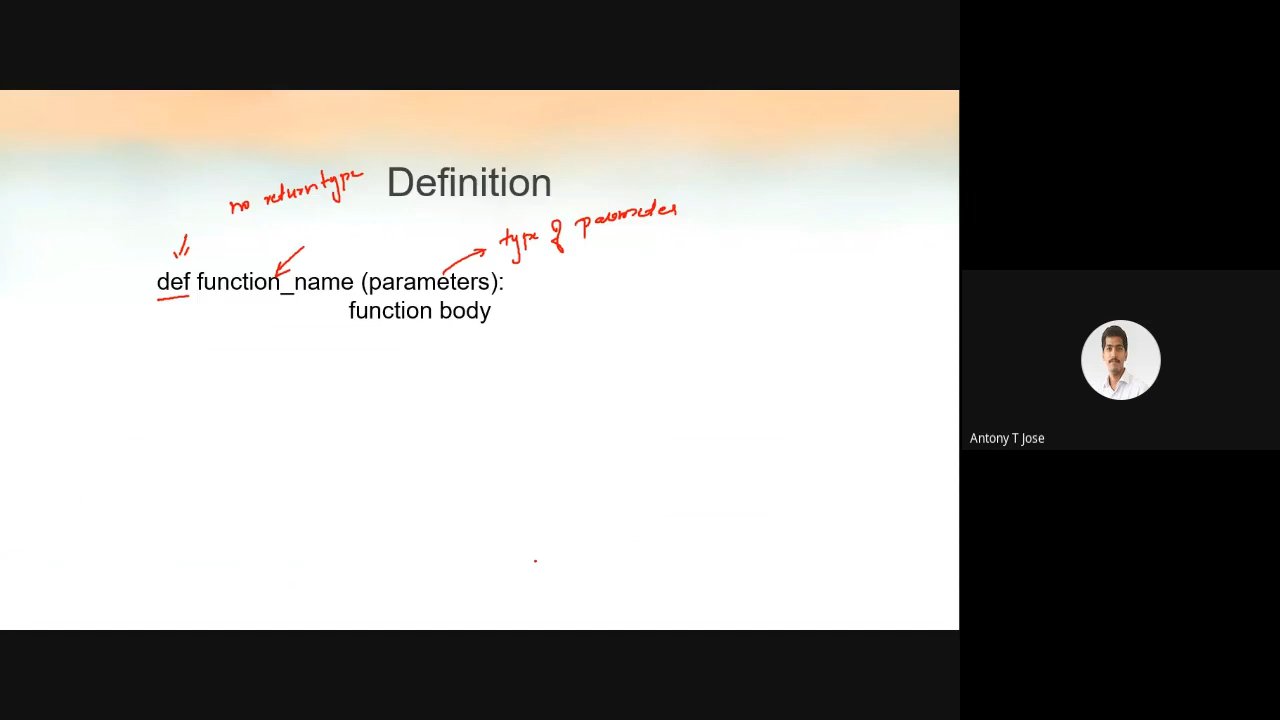 Definition
no return type
type of parameter
def function_name (parameters):
function body
Antony T Jose